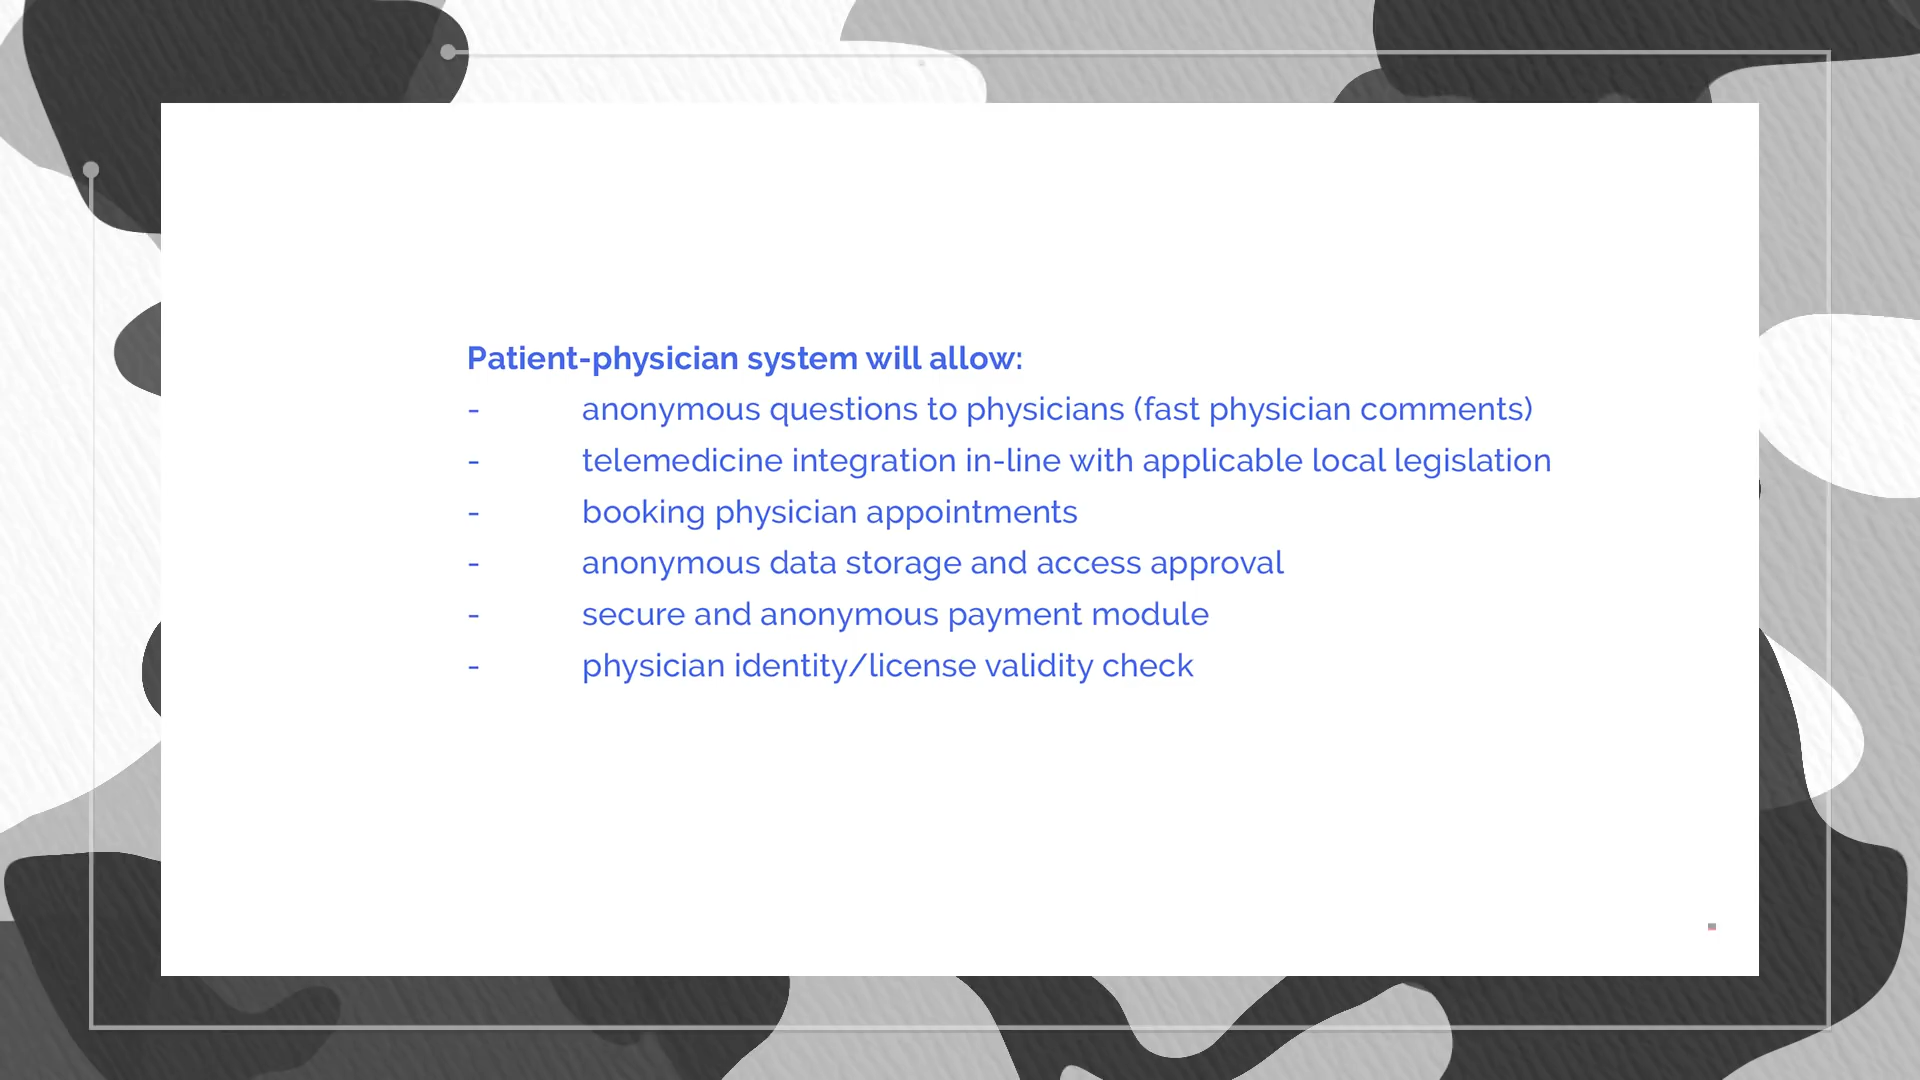 Patient-physician system will allow:
- anonymous questions to physicians (fast physician comments)
- telemedicine integration in-line with applicable local legislation
- booking physician appointments
- anonymous data storage and access approval
- secure and anonymous payment module
- physician identity/license validity check